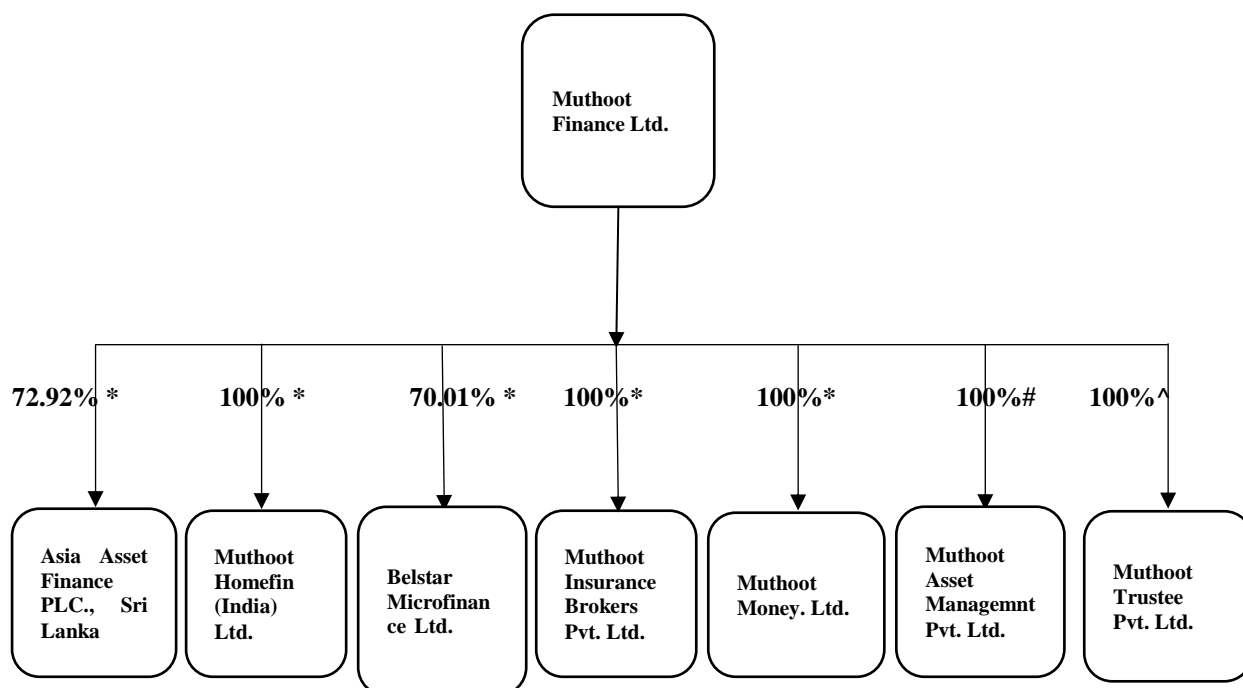 Muthoot
Finance Ltd.
72.92% *
100% *
70.01% *
100%*
100%*
100%#
100%^
Asia Asset
Finance
PLC., Sri
Lanka
Muthoot
Homefin
(India)
Ltd.
Belstar
Microfinan
ce Ltd.
Muthoot
Insurance
Brokers
Pvt. Ltd.
Muthoot
Money. Ltd.
Muthoot
Asset
Managemnt
Pvt. Ltd.
Muthoot
Trustee
Pvt. Ltd.